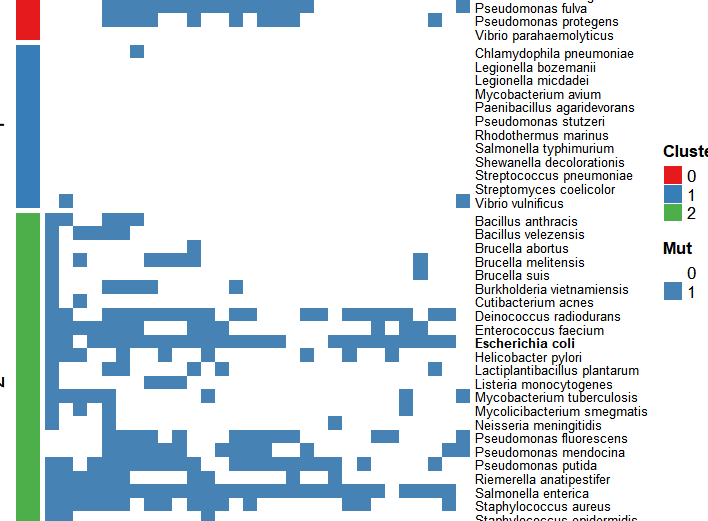 Pseudomonas fulva
Pseudomonas protegens
Vibrio parahaemolyticus
Chlamydophila pneumoniae
Legionella bozemanii
Legionella micdadei
Mycobacterium avium
Paenibacillus agaridevorans
Pseudomonas stutzeri
Rhodothermus marinus
Salmonella typhimurium
Shewanella decolorationis
Streptococcus pneumoniae
Streptomyces coelicolor
Vibrio vulnificus
Bacillus anthracis
Bacillus velezensis
Brucella abortus
Brucella melitensis
Brucella suis
Burkholderia vietnamiensis
Cutibacterium acnes
Deinococcus radiodurans
Enterococcus faecium
Escherichia coli
Helicobacter pylori
Lactiplantibacillus plantarum
Listeria monocytogenes
Mycobacterium tuberculosis
Mycolicibacterium smegmatis
Neisseria meningitidis
Pseudomonas fluorescens
Pseudomonas mendocina
Pseudomonas putida
Riemerella anatipestifer
Salmonella enterica
Staphylococcus aureus
Staphylococcus epidermidis
Cluste
0
1
2
Mut
0
1